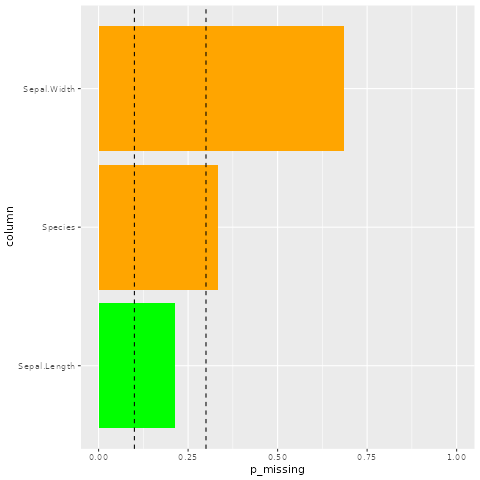 Sepal.Width
Species
Sepal.Length
column
0.00 0.25 0.50 0.75 1.00
p_missing